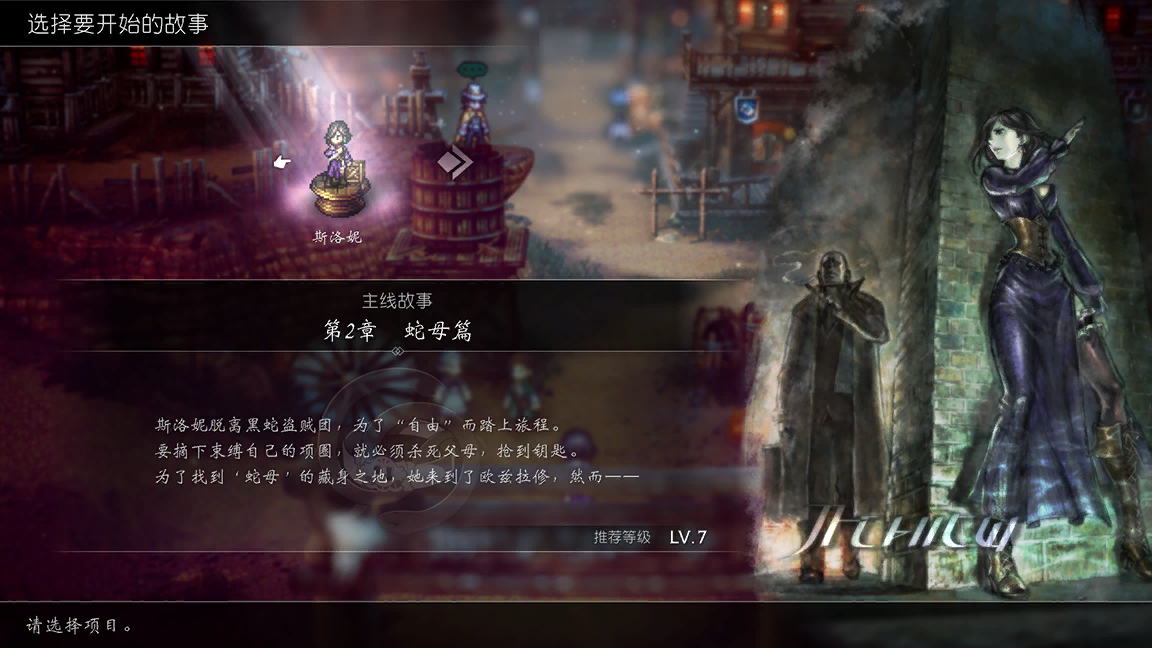 选择要开始的故事
斯洛妮
主线故事
第2章 蛇母篇
斯洛妮脱离黑蛇盗贼团，为了“自由”而踏上旅程。
要摘下束缚自己的项圈，就必须杀死父母，抢到钥匙。
为了找到‘蛇母’的藏身之地，她来到了欧兹拉修，然而——
推荐等级 LV.7
请选择项目。